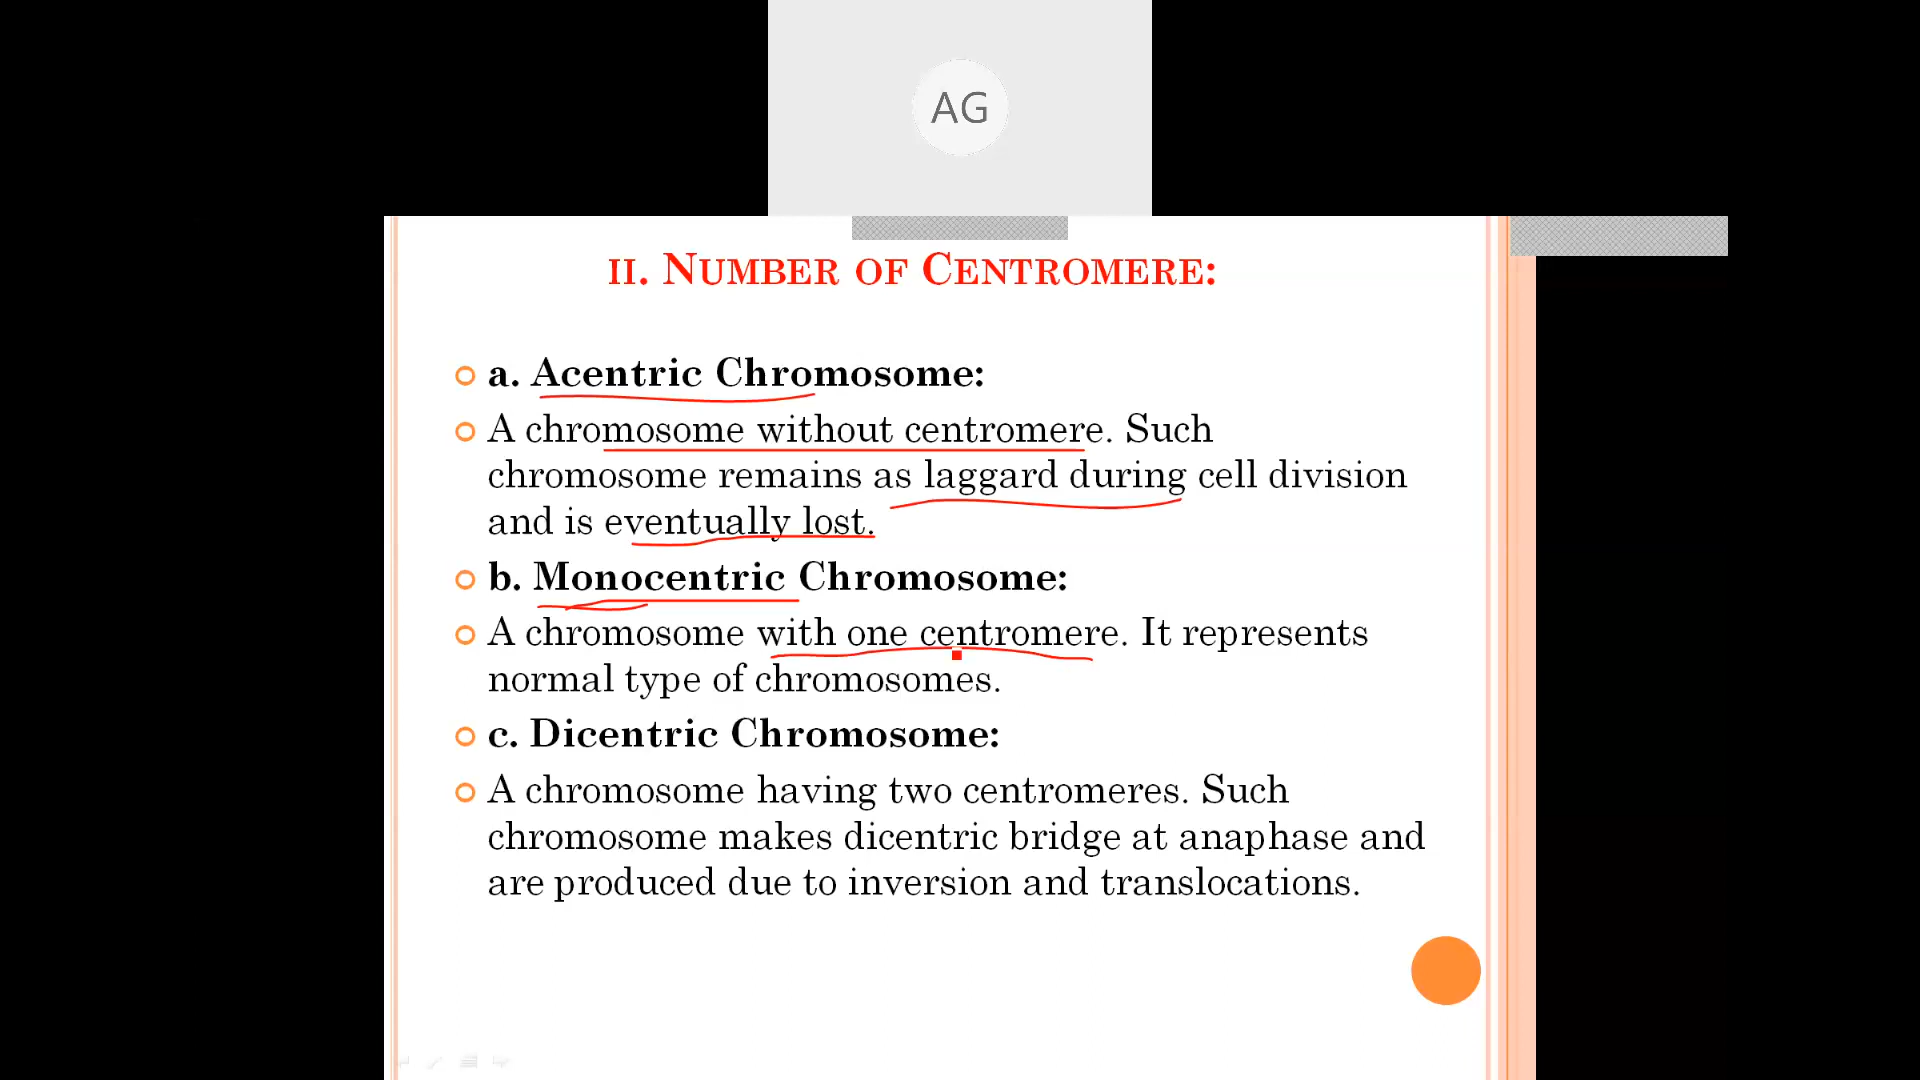 AG
II. NUMBER OF CENTROMERE:
a. Acentric Chromosome:
A chromosome without centromere. Such
chromosome remains as laggard during cell division
and is eventually lost.
b. Monocentric Chromosome:
A chromosome with one centromere. It represents
normal type of chromosomes.
c. Dicentric Chromosome:
A chromosome having two centromeres. Such
chromosome makes dicentric bridge at anaphase and
are produced due to inversion and translocations.